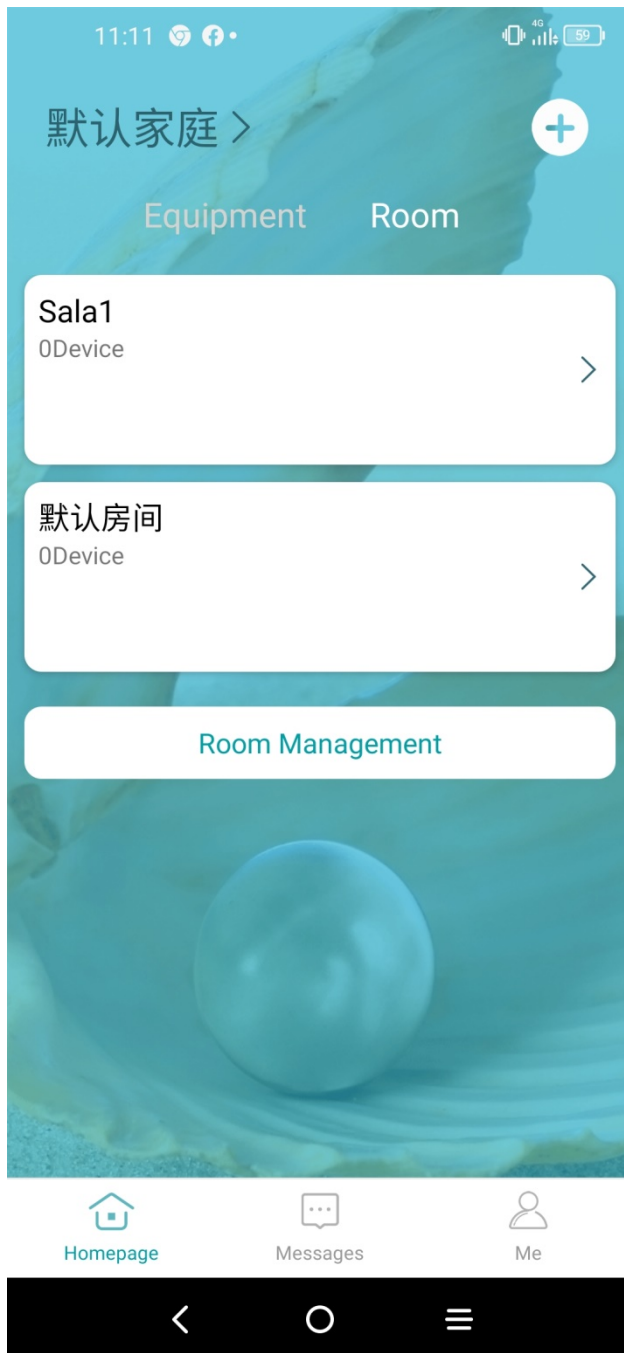 11:11
4G
59
默认家庭 >
Equipment Room
Sala1
0Device
默认房间
0Device
Room Management
Homepage Messages Me